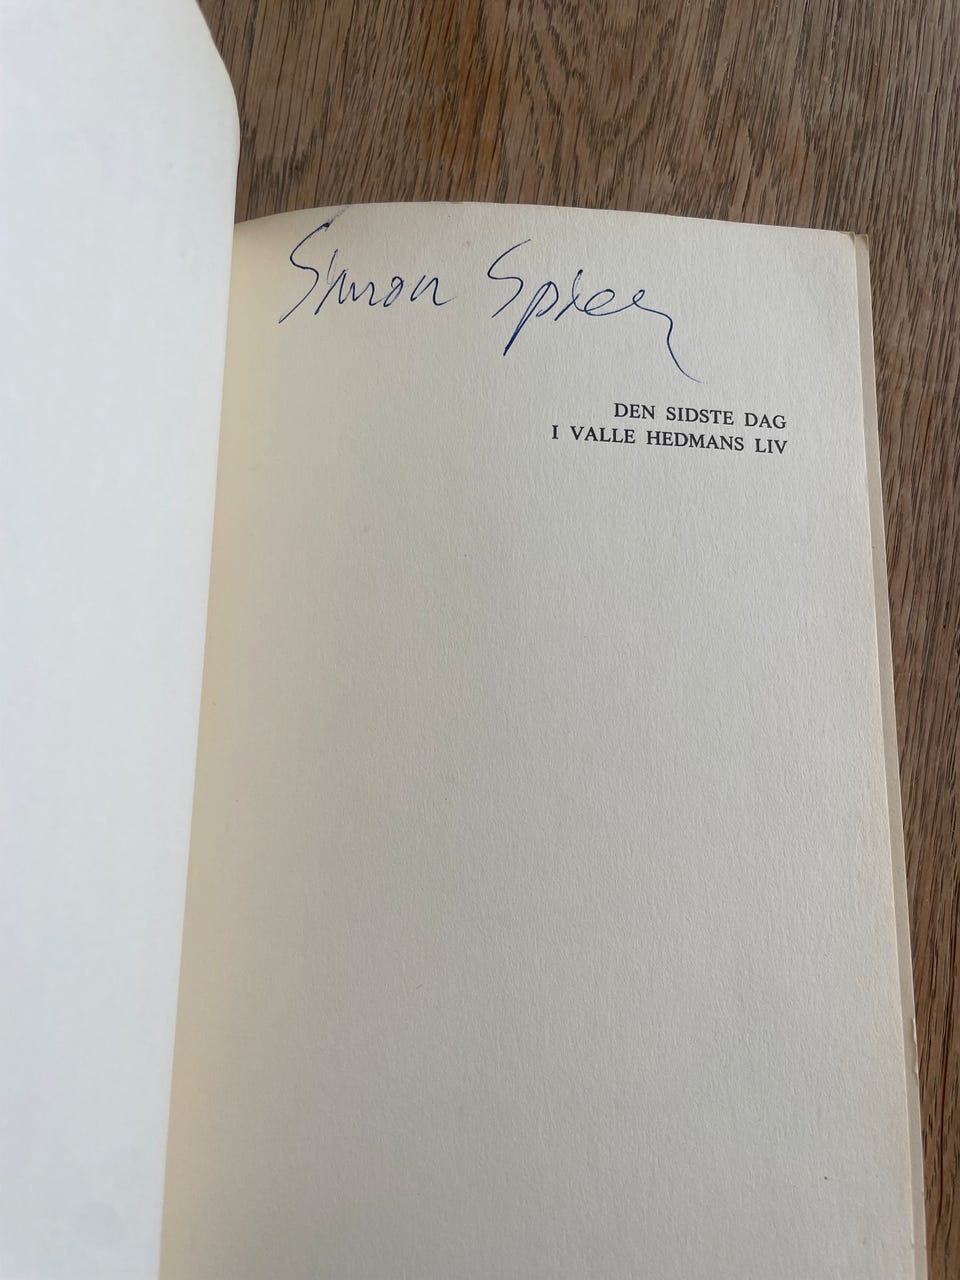 Simon Spies
DEN SIDSTE DAG
I VALLE HEDMANS LIV